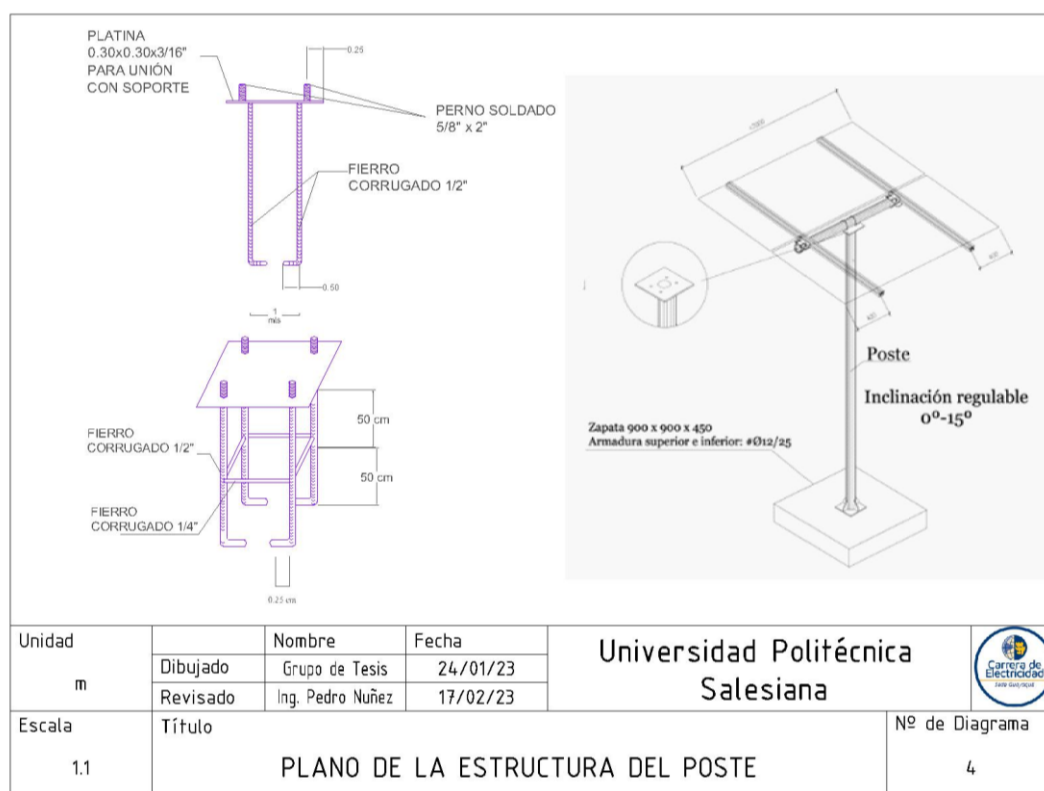 PLATINA
0.30x0.30x3/16"
PARA UNIÓN
CON SOPORTE
0.25
PERNO SOLDADO
5/8" x 2"
FIERRO
CORRUGADO 1/2"
0.50
1
50 cm
50 cm
FIERRO
CORRUGADO 1/2"
FIERRO
CORRUGADO 1/4"
0.25 cm
Poste
Inclinación regulable
0º-15º
Zapata 900 x 900 x 450
Armadura superior e inferior: #Ø12/25
Unidad
m
Nombre
Fecha
Dibujado
Grupo de Tesis
24/01/23
Revisado
Ing. Pedro Nuñez
17/02/23
Universidad Politécnica
Salesiana
Carrera de
Electricidad
Escala
1.1
Título
PLANO DE LA ESTRUCTURA DEL POSTE
Nº de Diagrama
4